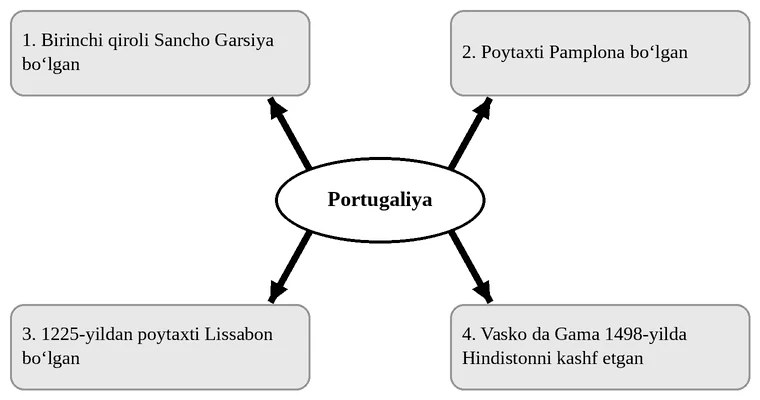 1. Birinchi qiroli Sancho Garsiya
bo‘lgan
2. Poytaxti Pamplona bo‘lgan
Portugaliya
3. 1225-yildan poytaxti Lissabon
bo‘lgan
4. Vasko da Gama 1498-yilda
Hindistonni kashf etgan